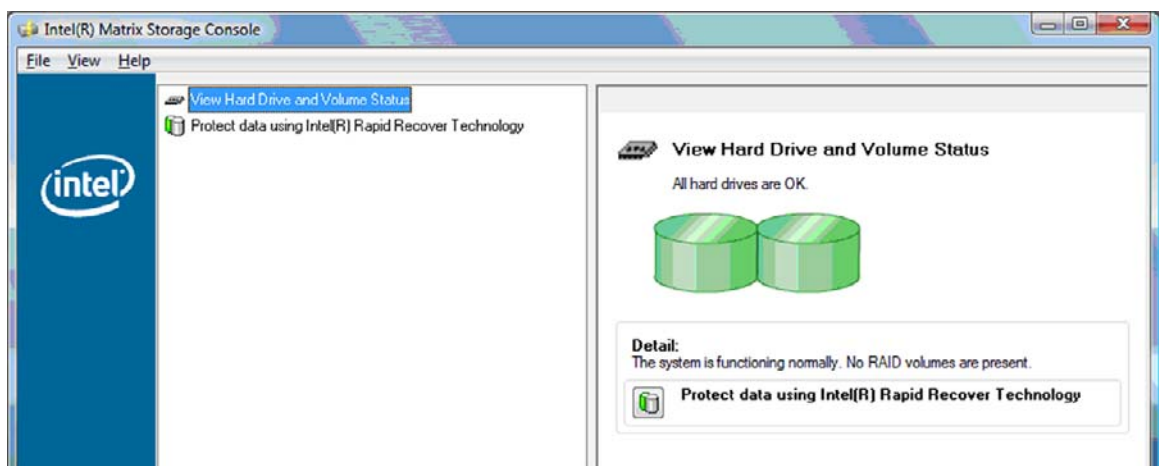 Intel(R) Matrix Storage Console
File View Help
View Hard Drive and Volume Status
Protect data using Intel(R) Rapid Recover Technology
intel
View Hard Drive and Volume Status
All hard drives are OK.
Detail:
The system is functioning normally. No RAID volumes are present.
Protect data using Intel(R) Rapid Recover Technology